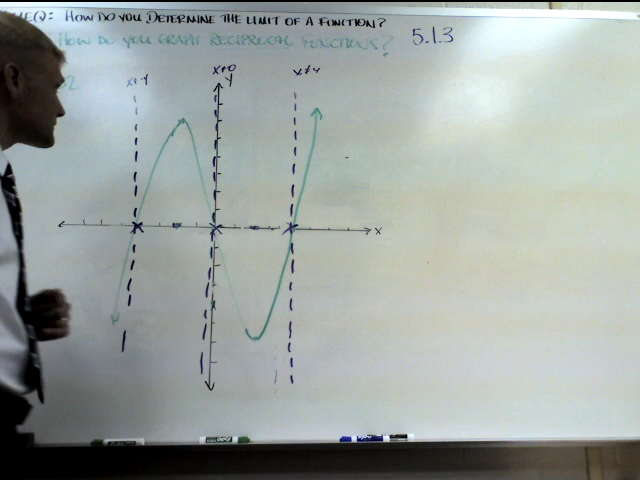 EQ: HOW DO YOU DETERMINE THE LIMIT OF A FUNCTION?
HOW DO YOU GRAPH RECIPROCAL FUNCTIONS? 5.1.3
2
x≠-4 x≠0 x≠4
y
x